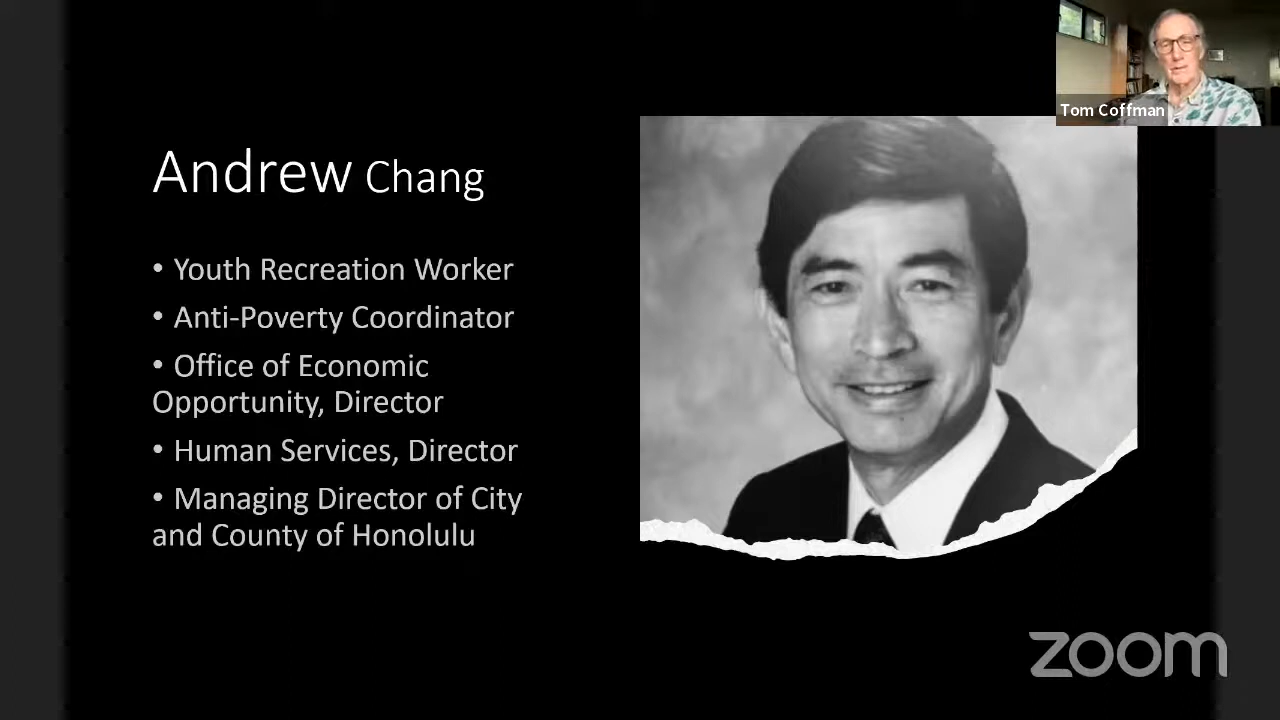 Tom Coffman
Andrew Chang
• Youth Recreation Worker
• Anti-Poverty Coordinator
• Office of Economic
Opportunity, Director
• Human Services, Director
• Managing Director of City
and County of Honolulu
zoom